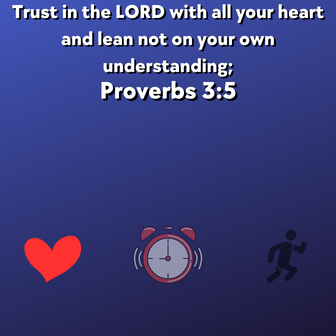 Trust in the LORD with all your heart
and lean not on your own
understanding;
Proverbs 3:5